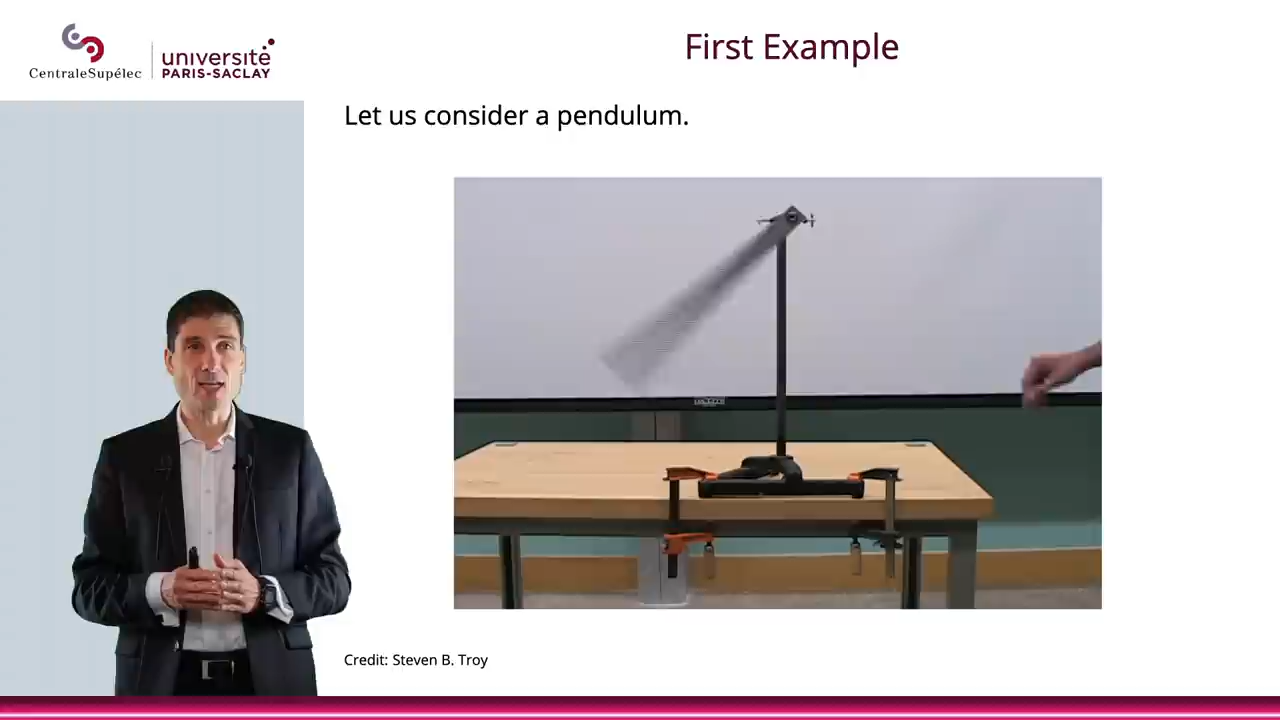 First Example
CentraleSupélec
université
PARIS-SACLAY
Let us consider a pendulum.
Credit: Steven B. Troy